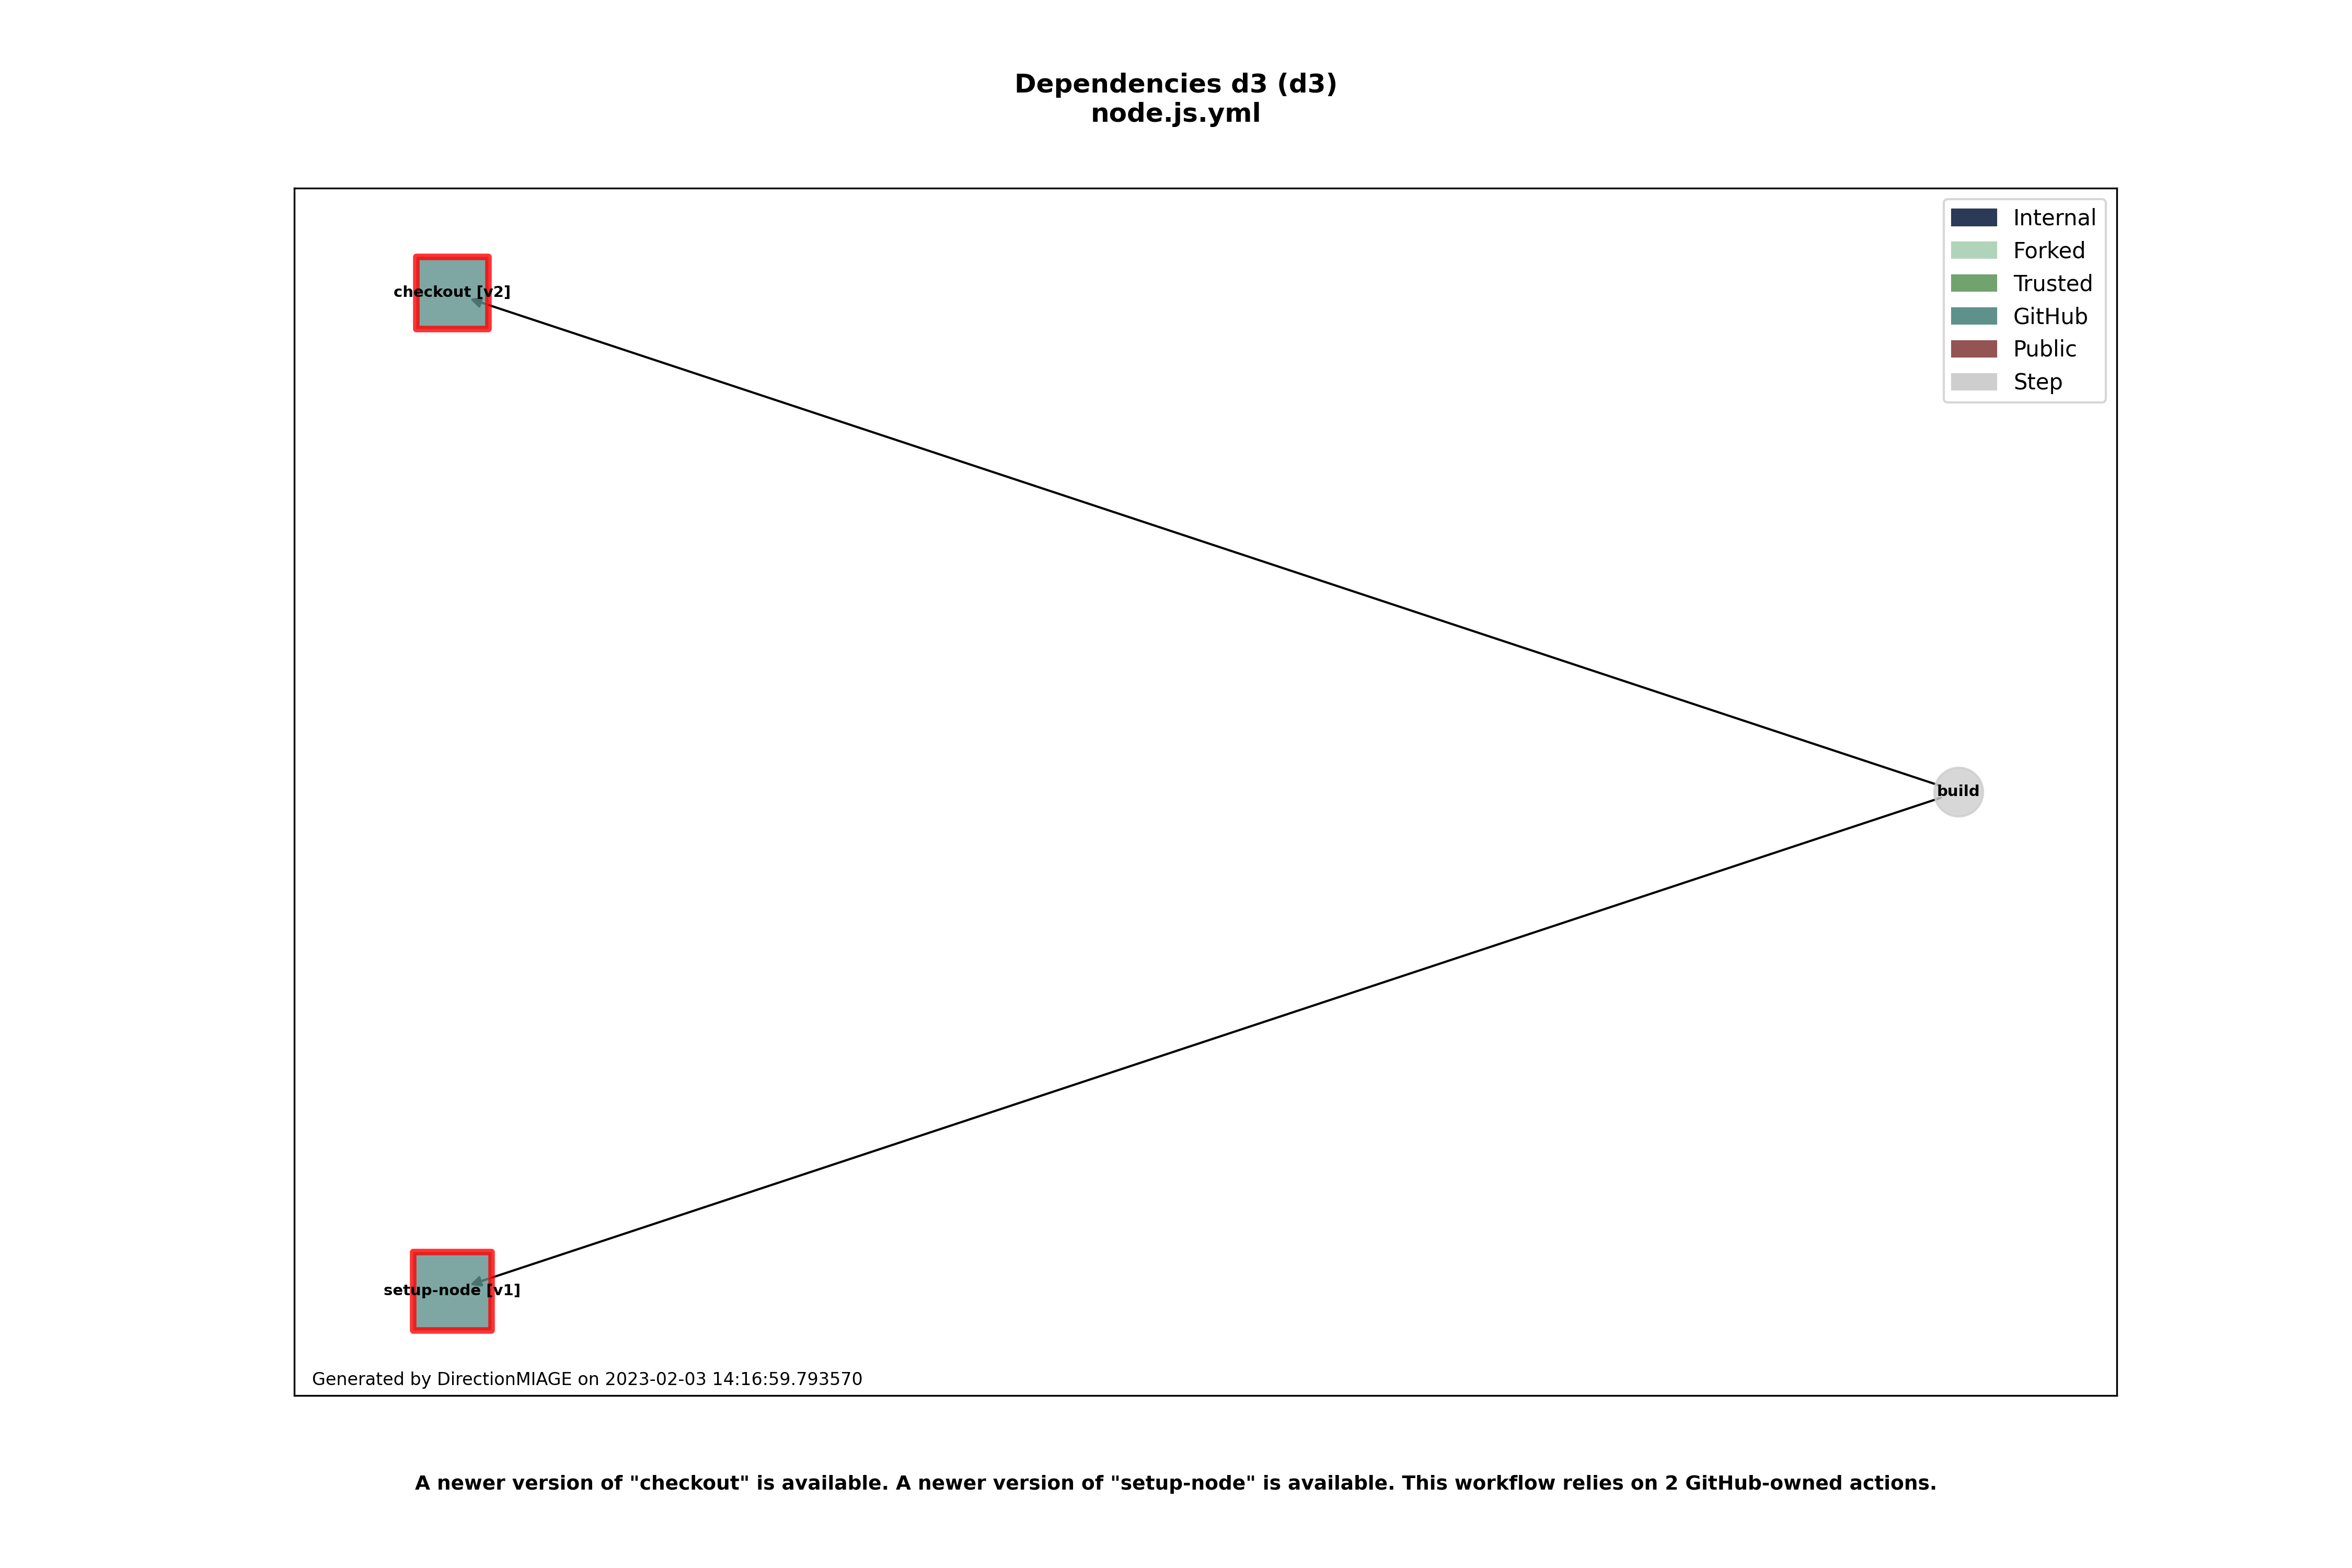 Dependencies d3 (d3)
node.js.yml
Internal
Forked
Trusted
GitHub
Public
Step
checkout [v2]
build
setup-node [v1]
Generated by DirectionMIAGE on 2023-02-03 14:16:59.793570
A newer version of "checkout" is available. A newer version of "setup-node" is available. This workflow relies on 2 GitHub-owned actions.